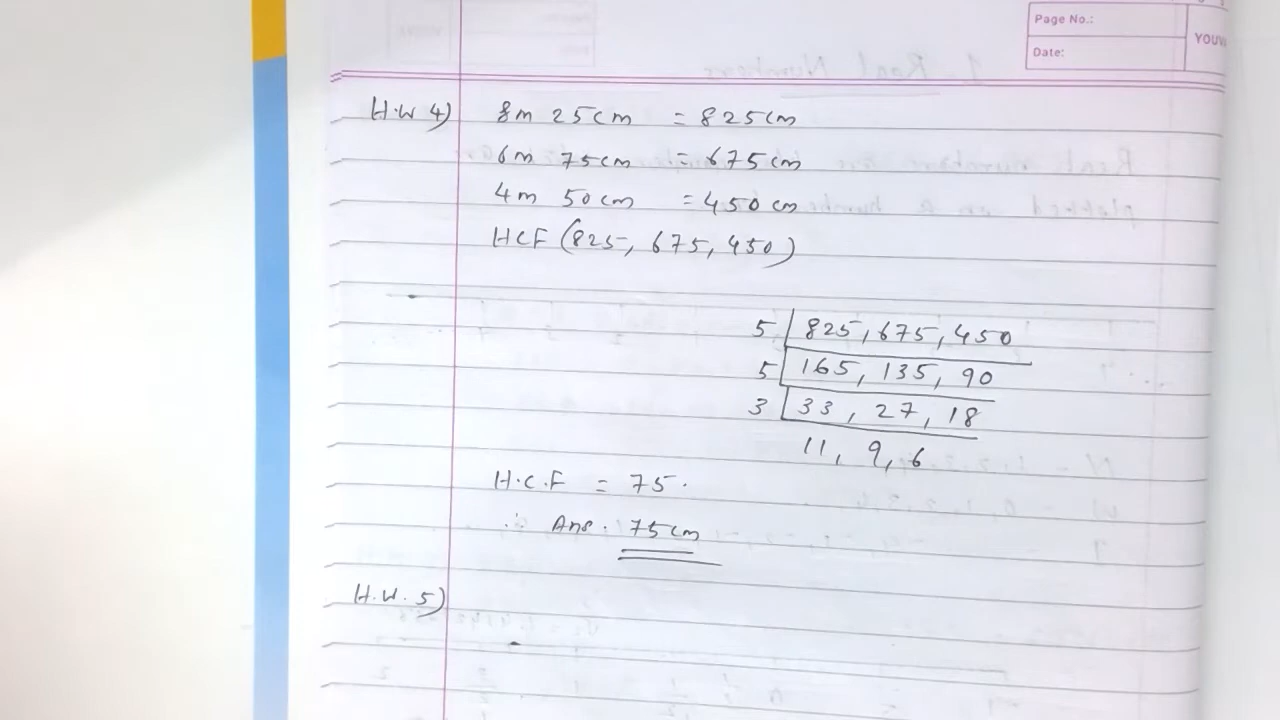 Page No.:
Date:
YOUV
H.W 4) 8m 25cm = 825cm
6m 75cm = 675cm
4m 50cm = 450cm
HCF (825, 675, 450)
5 | 825, 675, 450
5 | 165, 135, 90
3 | 33, 27, 18
11, 9, 6
H.C.F = 75.
∴ Ans. 75cm
H.W. 5)